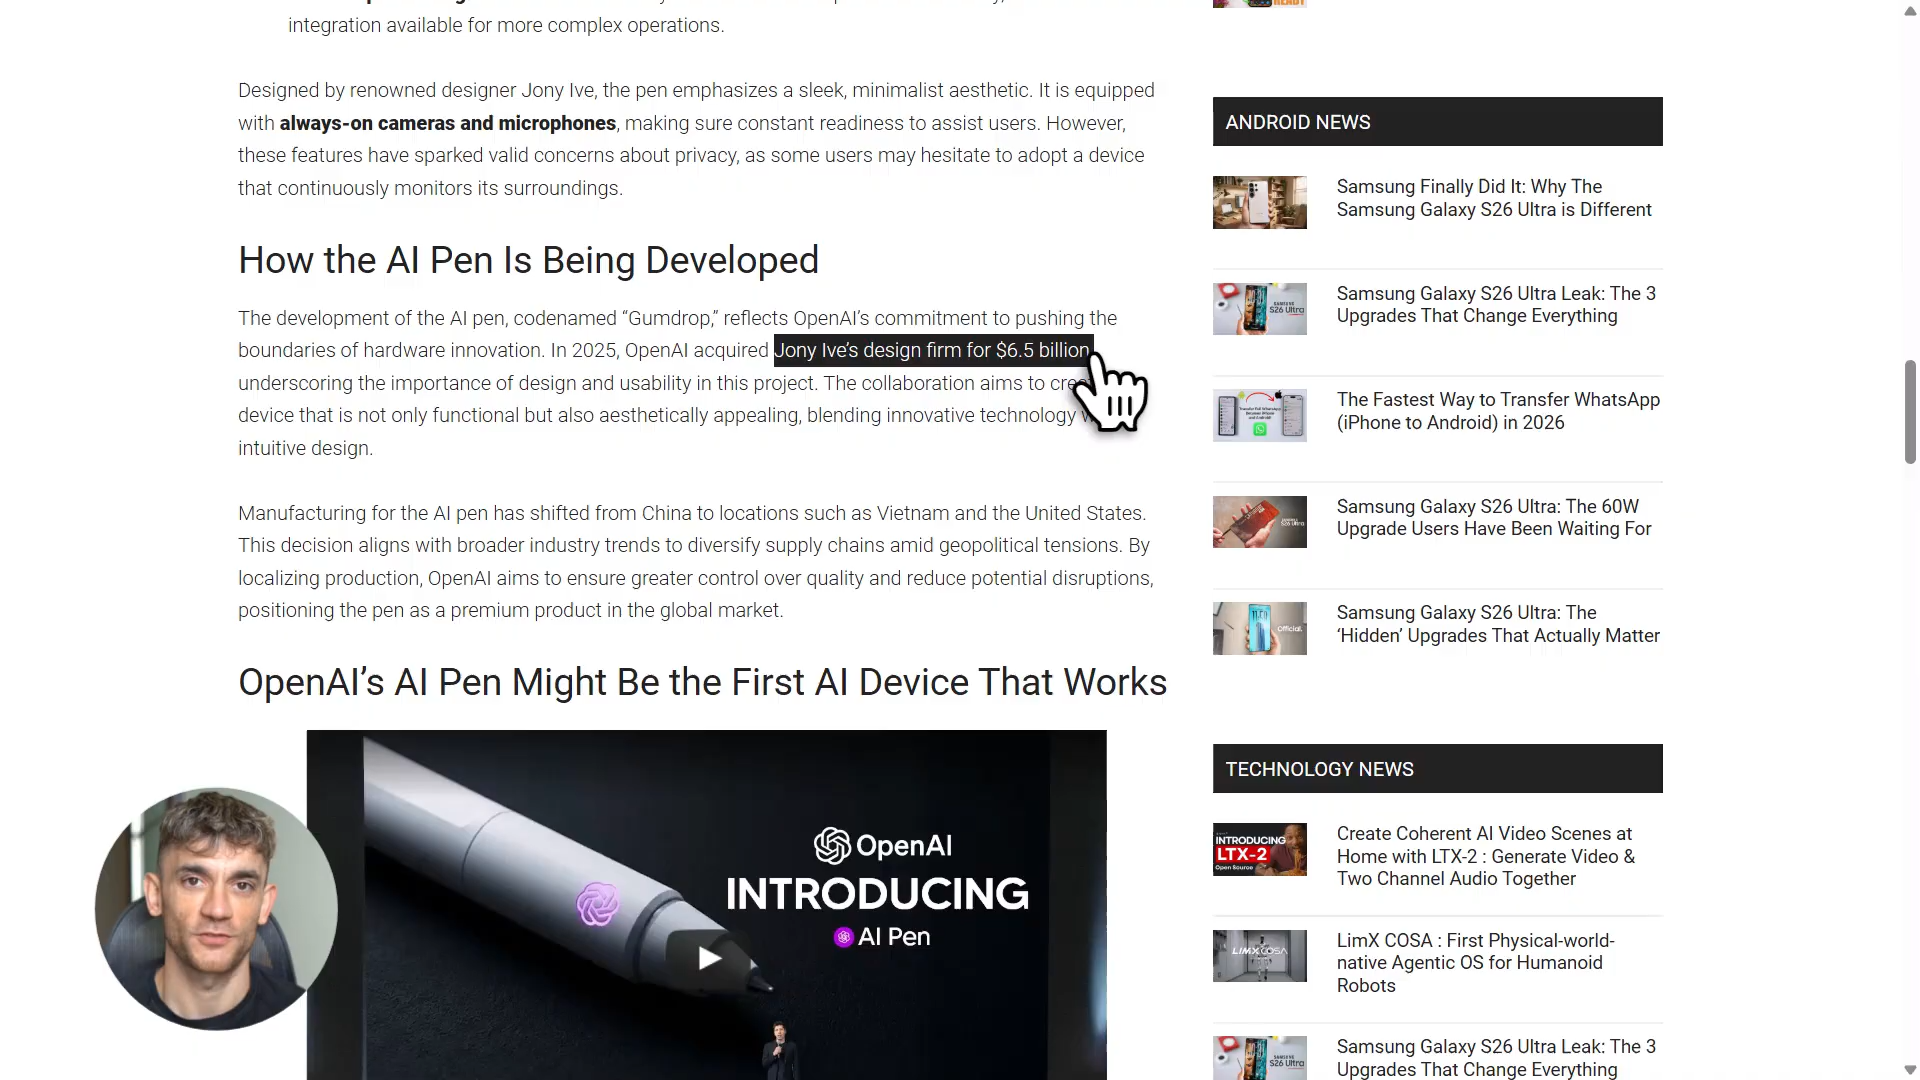 integration available for more complex operations.
Designed by renowned designer Jony Ive, the pen emphasizes a sleek, minimalist aesthetic. It is equipped
with always-on cameras and microphones, making sure constant readiness to assist users. However,
these features have sparked valid concerns about privacy, as some users may hesitate to adopt a device
that continuously monitors its surroundings.
How the AI Pen Is Being Developed
The development of the AI pen, codenamed “Gumdrop,” reflects OpenAI’s commitment to pushing the
boundaries of hardware innovation. In 2025, OpenAI acquired Jony Ive’s design firm for $6.5 billion,
underscoring the importance of design and usability in this project. The collaboration aims to
device that is not only functional but also aesthetically appealing, blending innovative technology
intuitive design.
Manufacturing for the AI pen has shifted from China to locations such as Vietnam and the United States.
This decision aligns with broader industry trends to diversify supply chains amid geopolitical tensions. By
localizing production, OpenAI aims to ensure greater control over quality and reduce potential disruptions,
positioning the pen as a premium product in the global market.
OpenAI’s AI Pen Might Be the First AI Device That Works
OpenAI
INTRODUCING
AI Pen
READY
ANDROID NEWS
Samsung Finally Did It: Why The
Samsung Galaxy S26 Ultra is Different
S26 Ultra
Samsung Galaxy S26 Ultra Leak: The 3
Upgrades That Change Everything
The Fastest Way to Transfer WhatsApp
(iPhone to Android) in 2026
S26 Ultra
Samsung Galaxy S26 Ultra: The 60W
Upgrade Users Have Been Waiting For
Official.
Samsung Galaxy S26 Ultra: The
‘Hidden’ Upgrades That Actually Matter
TECHNOLOGY NEWS
INTRODUCING
LTX-2
Open Source
Create Coherent AI Video Scenes at
Home with LTX-2 : Generate Video &
Two Channel Audio Together
LIMX COSA
LimX COSA : First Physical-world-
native Agentic OS for Humanoid
Robots
S26 Ultra
Samsung Galaxy S26 Ultra Leak: The 3
Upgrades That Change Everything